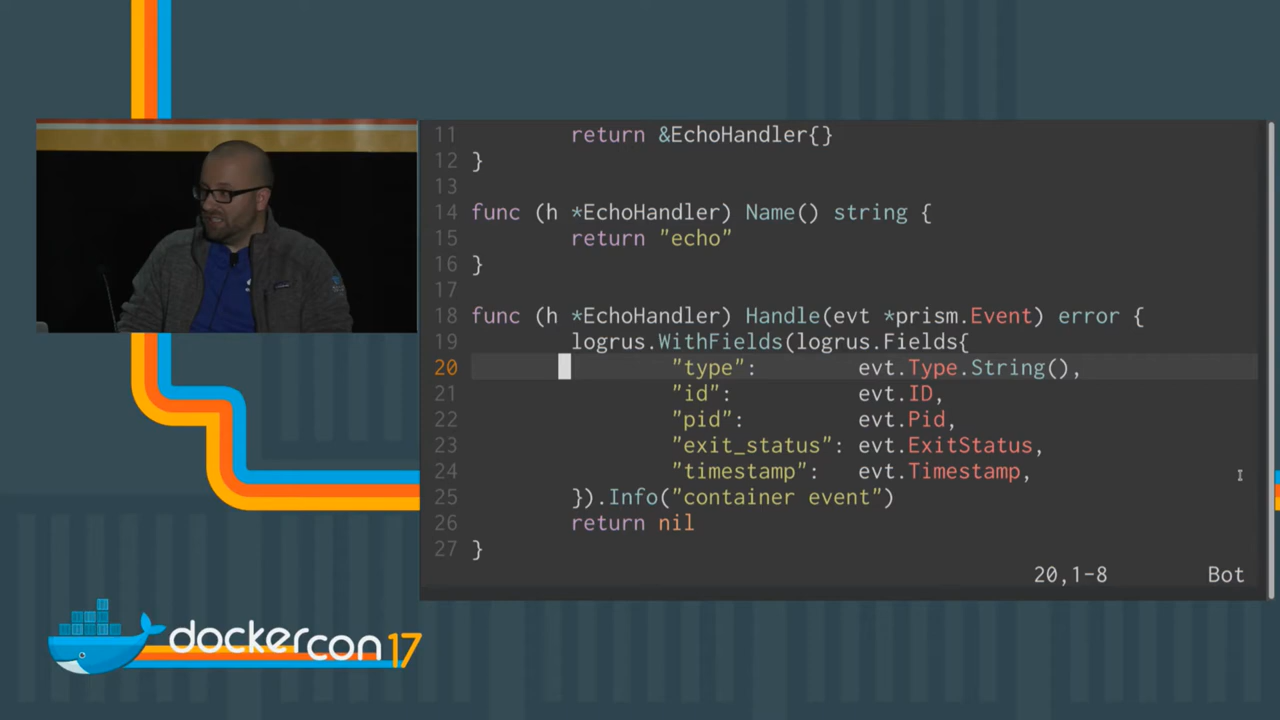 11 return &EchoHandler{}
12 }
13
14 func (h *EchoHandler) Name() string {
15 return "echo"
16 }
17
18 func (h *EchoHandler) Handle(evt *prism.Event) error {
19 logrus.WithFields(logrus.Fields{
20 "type": evt.Type.String(),
21 "id": evt.ID,
22 "pid": evt.Pid,
23 "exit_status": evt.ExitStatus,
24 "timestamp": evt.Timestamp,
25 }).Info("container event")
26 return nil
27 }
20,1-8 Bot
dockercon 17